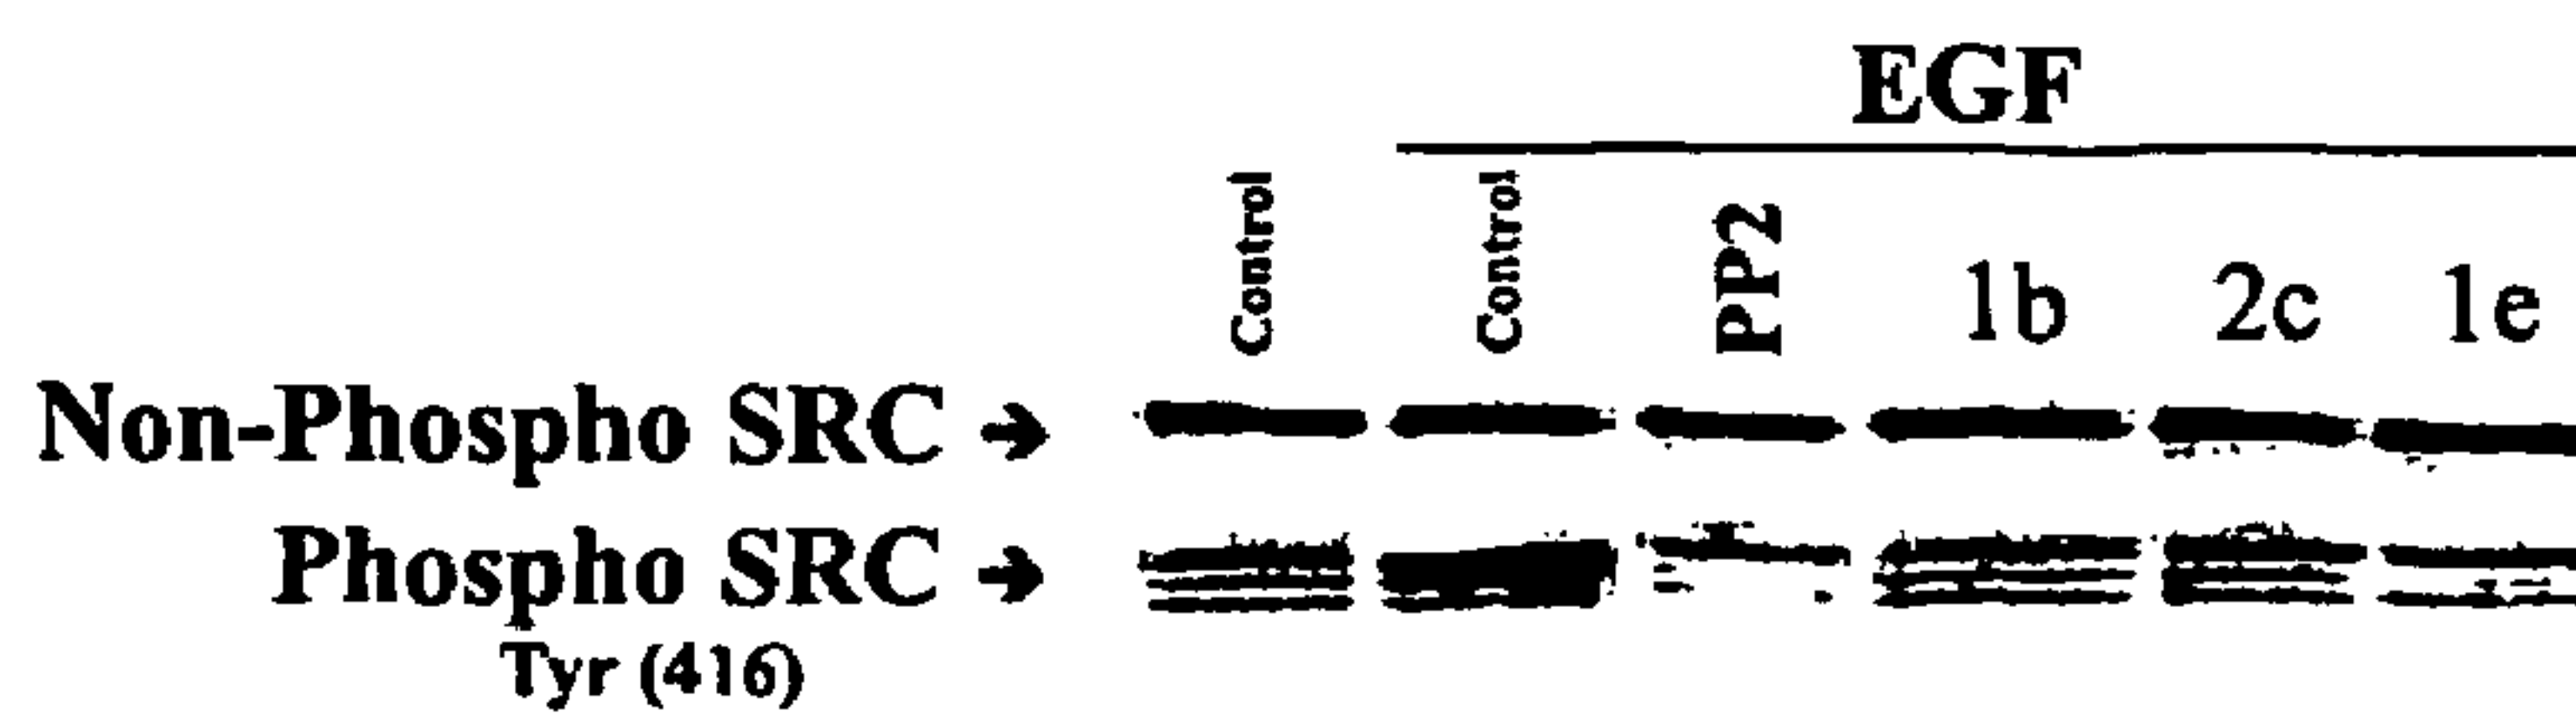 EGF
Control Control PP2 1b 2c 1e
Non-Phospho SRC →
Phospho SRC →
Tyr (416)